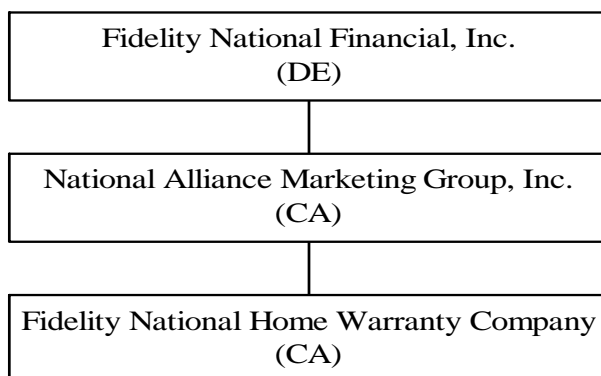 Fidelity National Financial, Inc.
(DE)
National Alliance Marketing Group, Inc.
(CA)
Fidelity National Home Warranty Company
(CA)